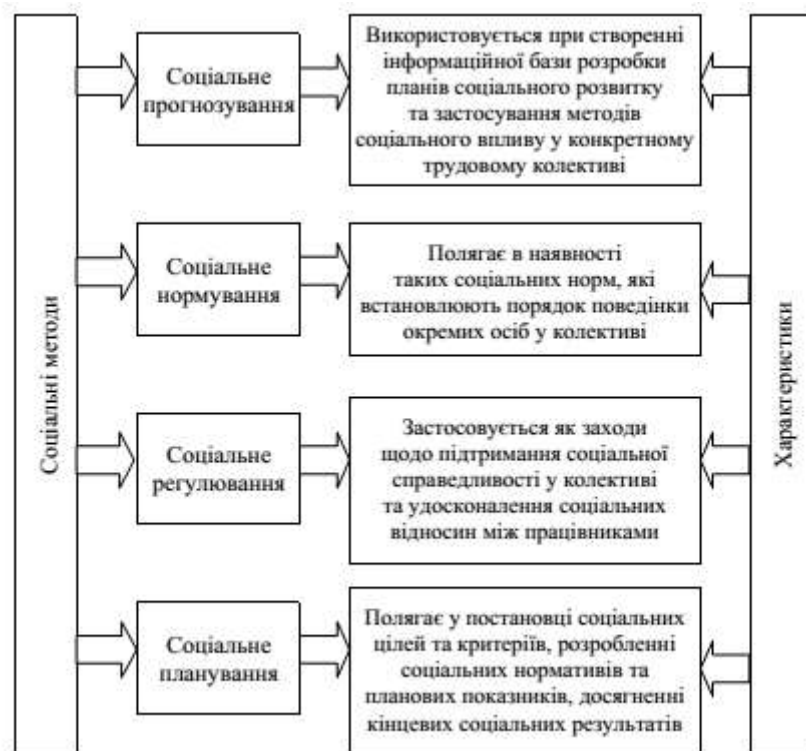 Соціальні методи
Соціальне
прогнозування
Використовується при створенні
інформаційної бази розробки
планів соціального розвитку
та застосування методів
соціального впливу у конкретному
трудовому колективі
Соціальне
нормування
Полягає в наявності
таких соціальних норм, які
встановлюють порядок поведінки
окремих осіб у колективі
Соціальне
регулювання
Застосовується як заходи
щодо підтримання соціальної
справедливості у колективі
та удосконалення соціальних
відносин між працівниками
Соціальне
планування
Полягає у постановці соціальних
цілей та критеріїв, розробленні
соціальних нормативів та
планових показників, досягненні
кінцевих соціальних результатів
Характеристики